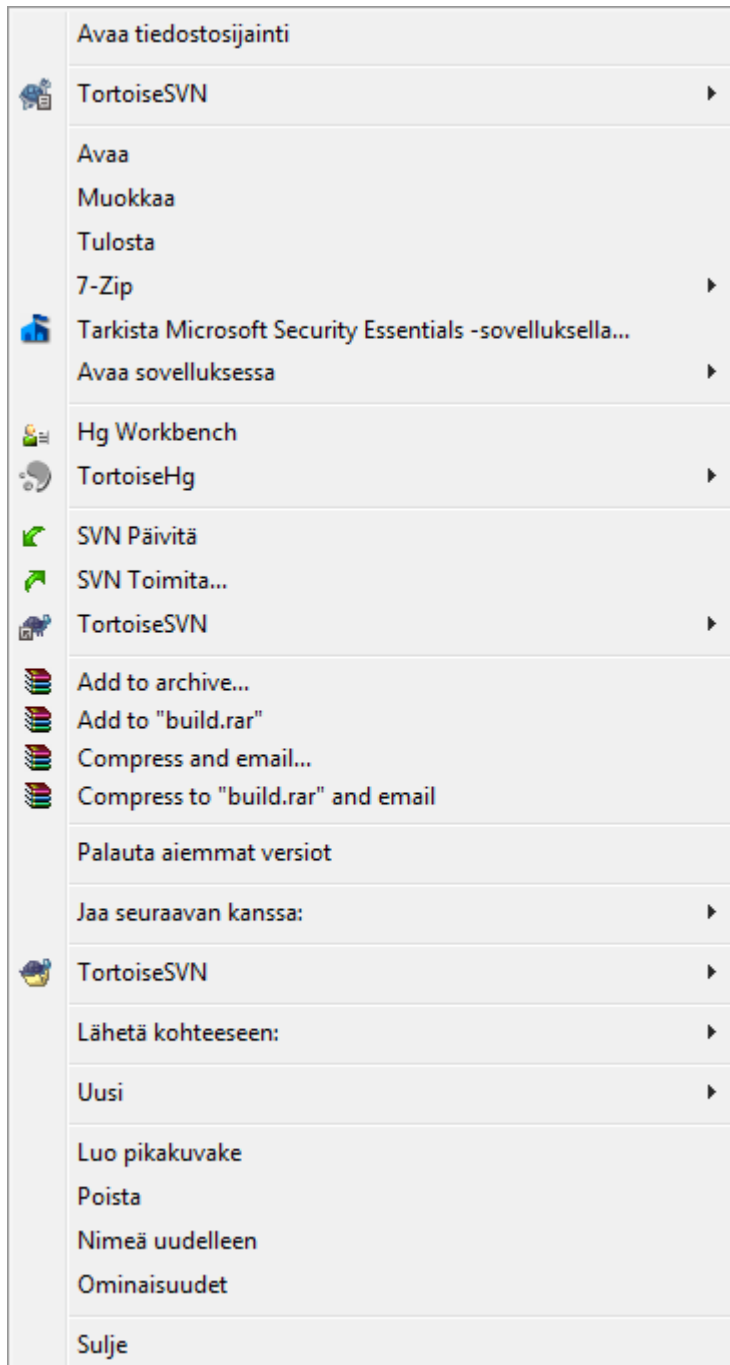 Avaa tiedostosijainti
TortoiseSVN
Avaa
Muokkaa
Tulosta
7-Zip
Tarkista Microsoft Security Essentials -sovelluksella...
Avaa sovelluksessa
Hg Workbench
TortoiseHg
SVN Päivitä
SVN Toimita...
TortoiseSVN
Add to archive...
Add to "build.rar"
Compress and email...
Compress to "build.rar" and email
Palauta aiemmat versiot
Jaa seuraavan kanssa:
TortoiseSVN
Lähetä kohteeseen:
Uusi
Luo pikakuvake
Poista
Nimeä uudelleen
Ominaisuudet
Sulje